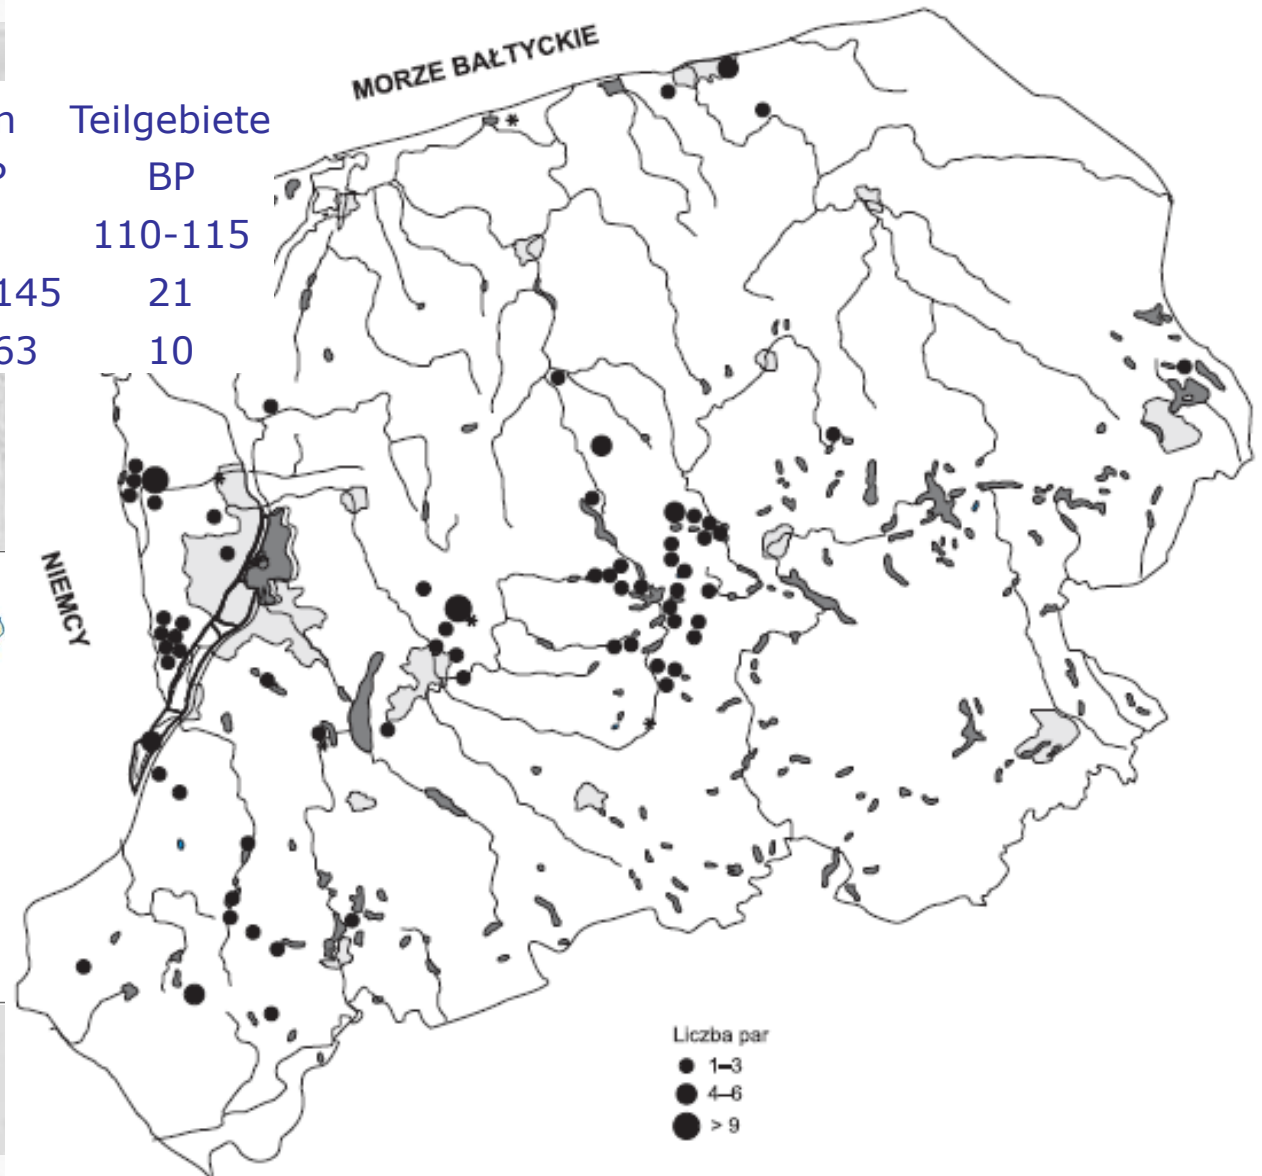 MORZE BAŁTYCKIE
n Teilgebiete
P BP
110-115
145 21
63 10
NIEMCY
Liczba par
1–3
4–6
> 9